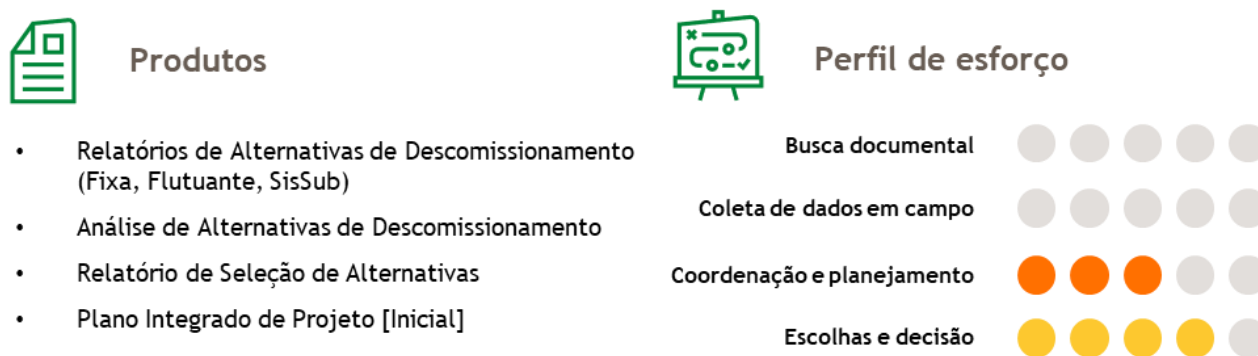 Produtos
• Relatórios de Alternativas de Descomissionamento
(Fixa, Flutuante, SisSub)
• Análise de Alternativas de Descomissionamento
• Relatório de Seleção de Alternativas
• Plano Integrado de Projeto [Inicial]
Perfil de esforço
Busca documental
Coleta de dados em campo
Coordenação e planejamento
Escolhas e decisão